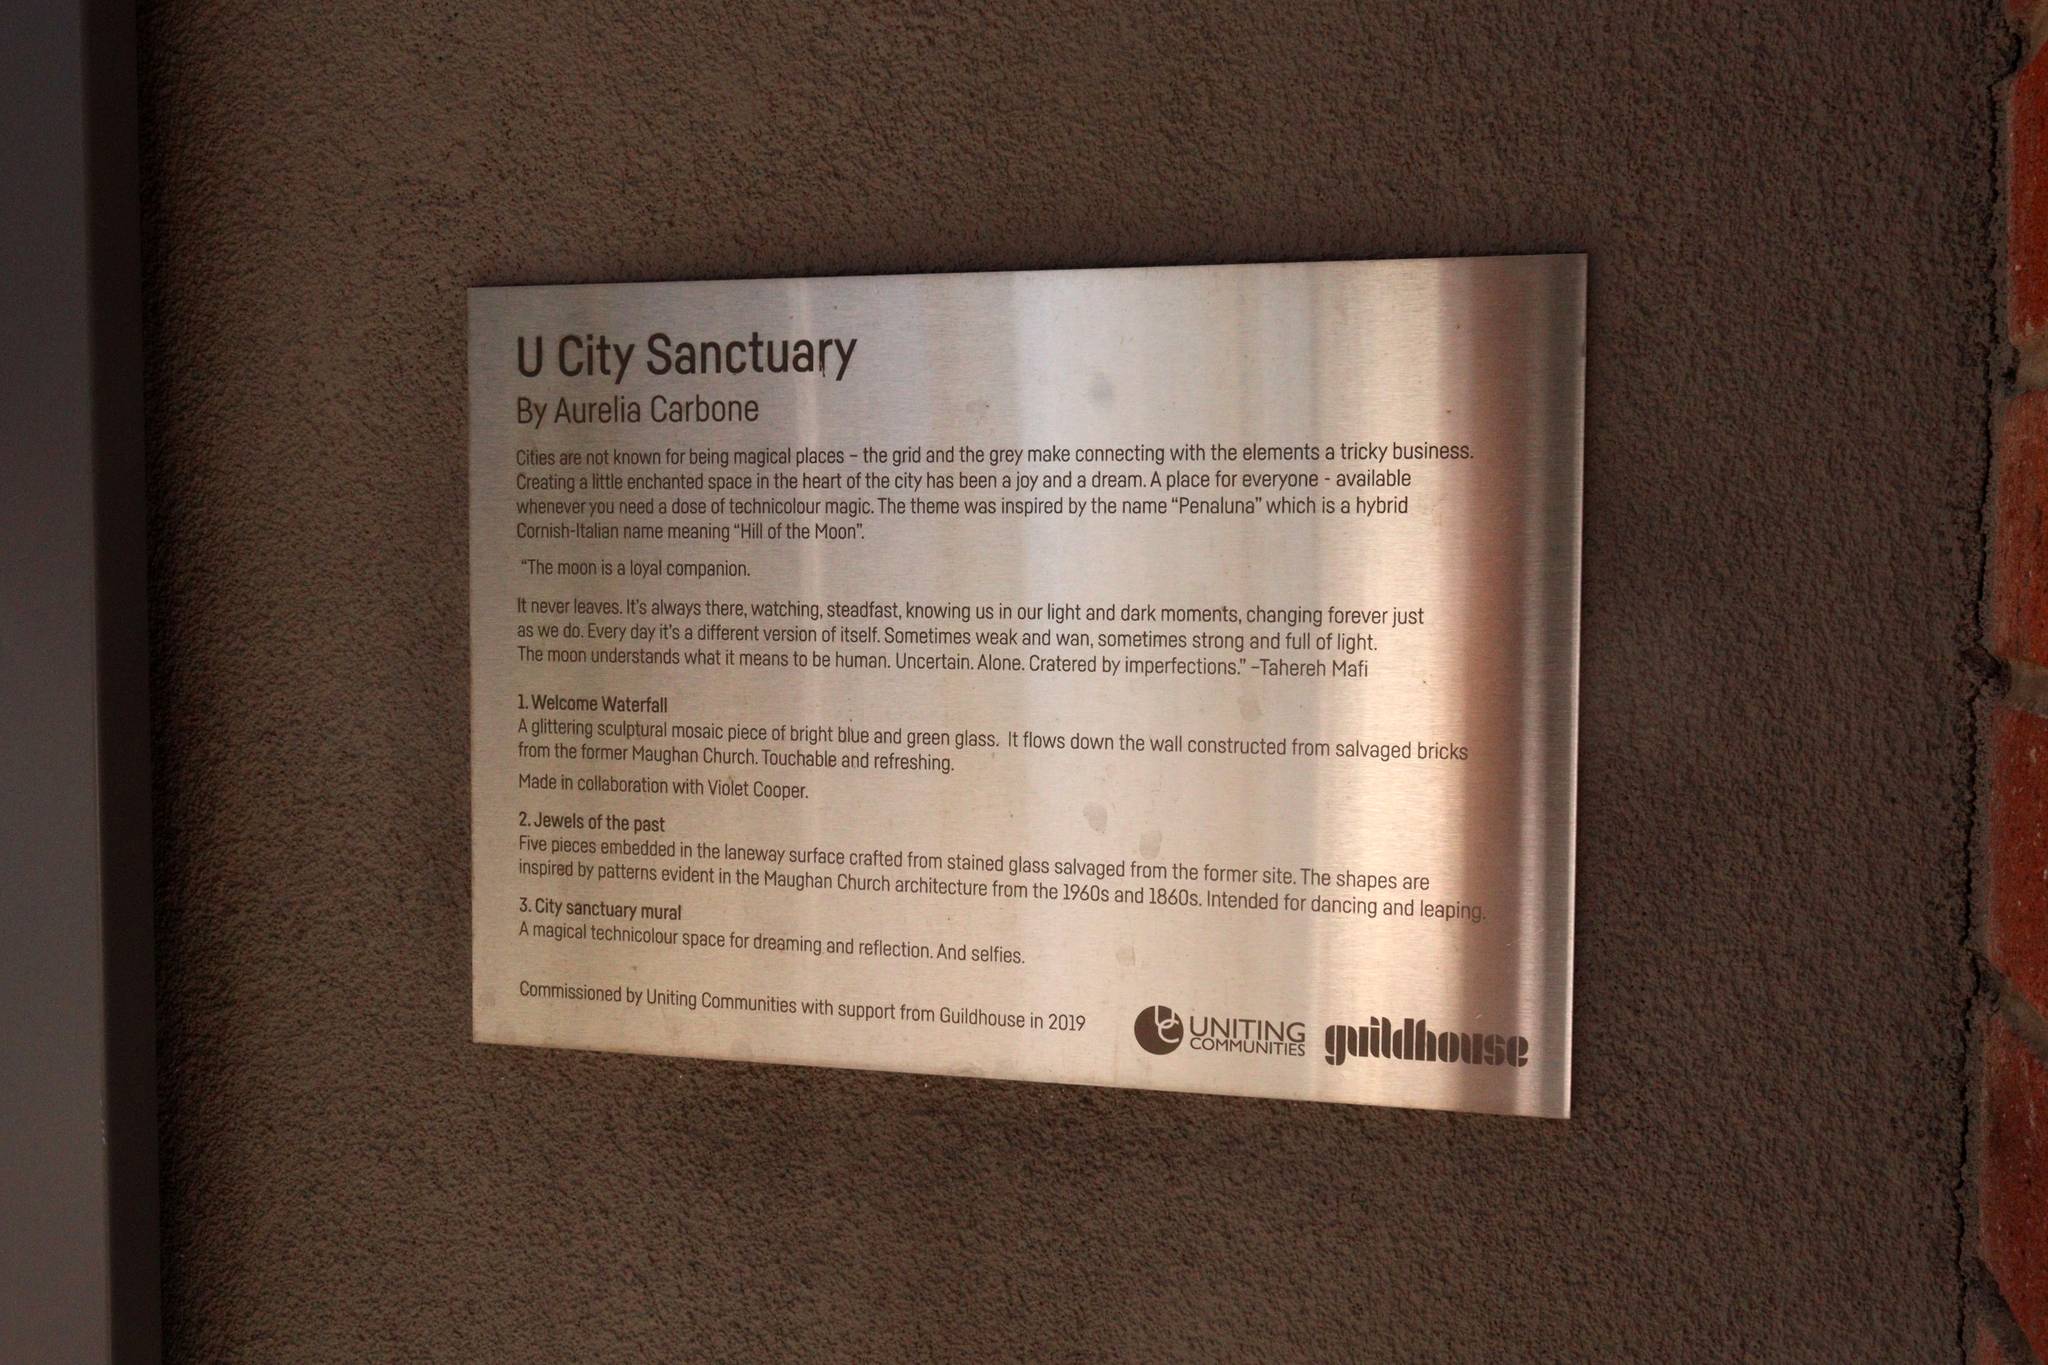 U City Sanctuary
By Aurelia Carbone
Cities are not known for being magical places – the grid and the grey make connecting with the elements a tricky business.
Creating a little enchanted space in the heart of the city has been a joy and a dream. A place for everyone - available
whenever you need a dose of technicolour magic. The theme was inspired by the name “Penaluna” which is a hybrid
Cornish-Italian name meaning “Hill of the Moon”.
“The moon is a loyal companion.
It never leaves. It’s always there, watching, steadfast, knowing us in our light and dark moments, changing forever just
as we do. Every day it’s a different version of itself. Sometimes weak and wan, sometimes strong and full of light.
The moon understands what it means to be human. Uncertain. Alone. Cratered by imperfections.” –Tahereh Mafi
1. Welcome Waterfall
A glittering sculptural mosaic piece of bright blue and green glass. It flows down the wall constructed from salvaged bricks
from the former Maughan Church. Touchable and refreshing.
Made in collaboration with Violet Cooper.
2. Jewels of the past
Five pieces embedded in the laneway surface crafted from stained glass salvaged from the former site. The shapes are
inspired by patterns evident in the Maughan Church architecture from the 1960s and 1860s. Intended for dancing and leaping.
3. City sanctuary mural
A magical technicolour space for dreaming and reflection. And selfies.
Commissioned by Uniting Communities with support from Guildhouse in 2019
UC UNITING
COMMUNITIES
guildhouse